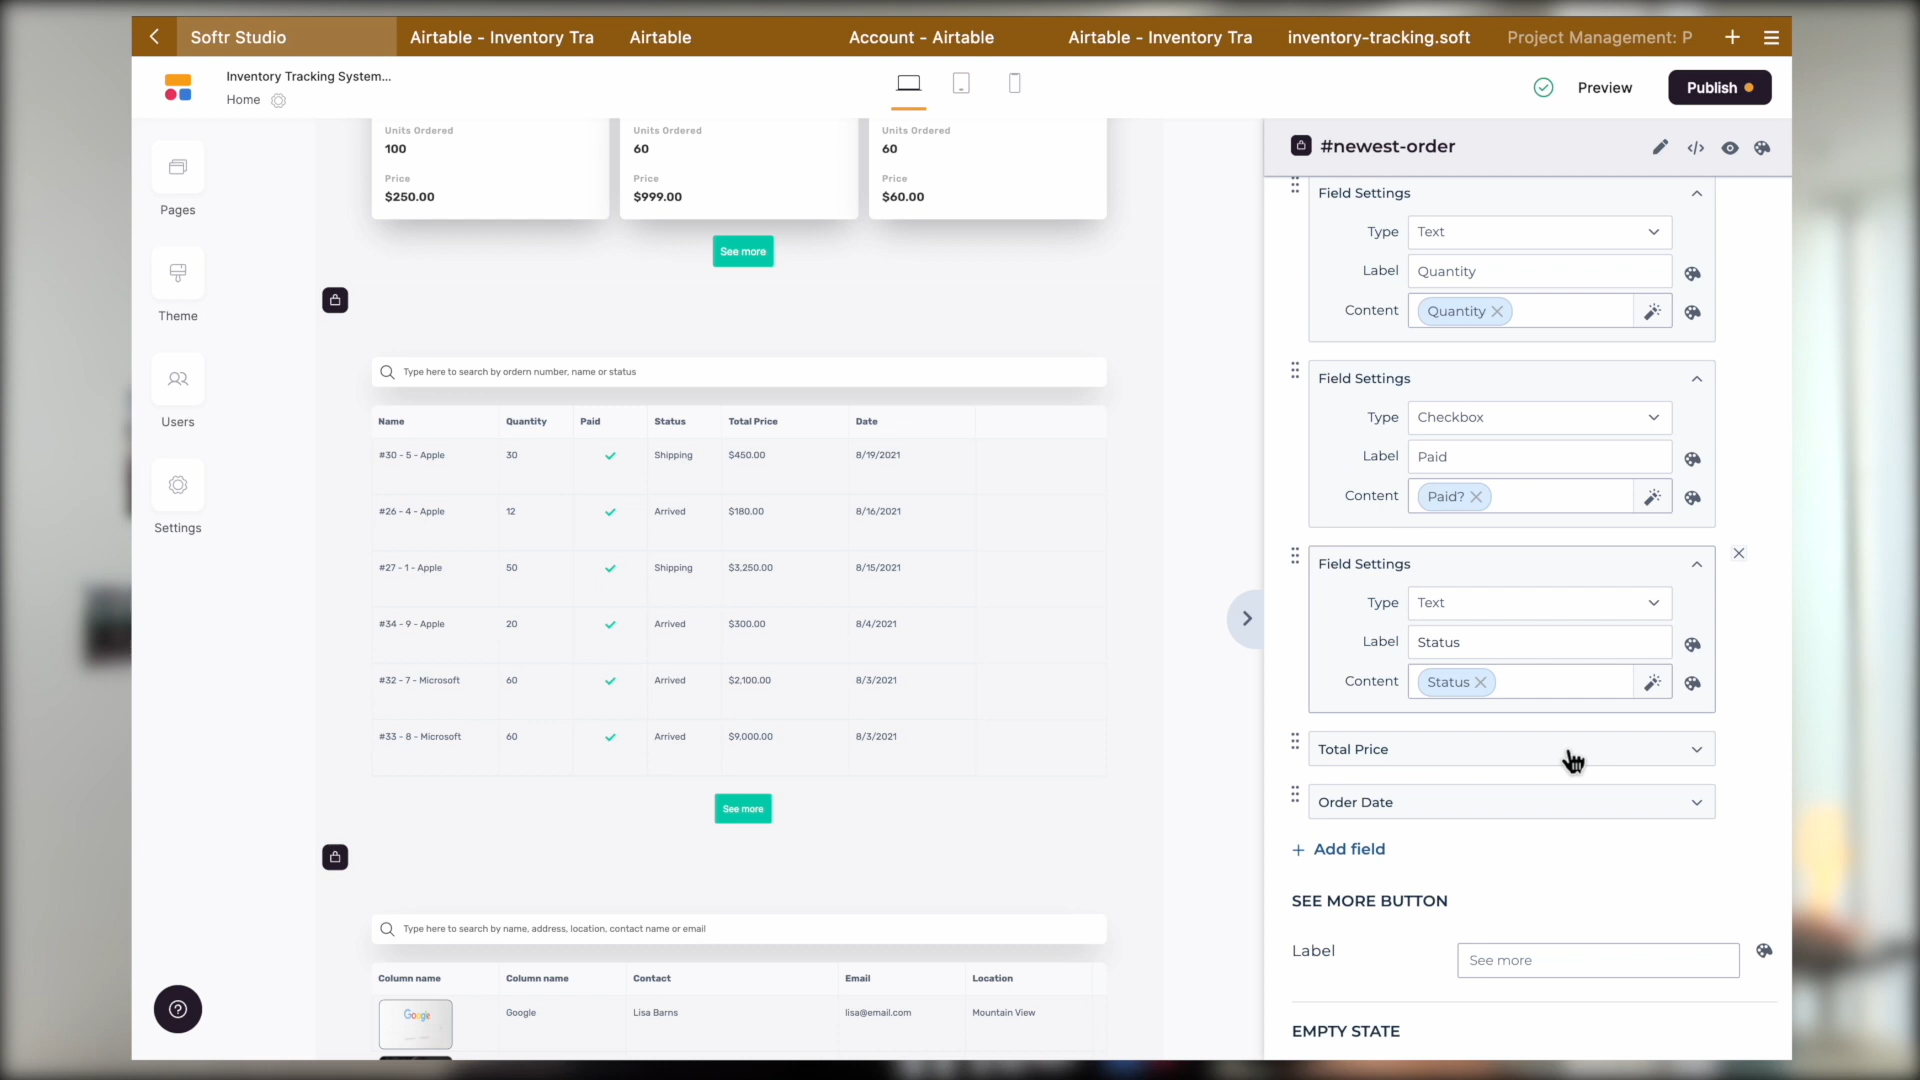 Softr Studio
Airtable - Inventory Tra
Airtable
Account - Airtable
Airtable - Inventory Tra
inventory-tracking.soft
Project Management: P
Inventory Tracking System...
Home
Preview
Publish
Pages
Theme
Users
Settings
Units Ordered
100
Price
$250.00
Units Ordered
60
Price
$999.00
Units Ordered
60
Price
$60.00
See more
Type here to search by ordern number, name or status
Name Quantity Paid Status Total Price Date
#30 - 5 - Apple 30 Shipping $450.00 8/19/2021
#26 - 4 - Apple 12 Arrived $180.00 8/16/2021
#27 - 1 - Apple 50 Shipping $3,250.00 8/15/2021
#34 - 9 - Apple 20 Arrived $300.00 8/4/2021
#32 - 7 - Microsoft 60 Arrived $2,100.00 8/3/2021
#33 - 8 - Microsoft 60 Arrived $9,000.00 8/3/2021
See more
Type here to search by name, address, location, contact name or email
Column name Column name Contact Email Location
Google Google Lisa Barns lisa@email.com Mountain View
#newest-order
Field Settings
Type Text
Label Quantity
Content Quantity
Field Settings
Type Checkbox
Label Paid
Content Paid?
Field Settings
Type Text
Label Status
Content Status
Total Price
Order Date
+ Add field
SEE MORE BUTTON
Label See more
EMPTY STATE